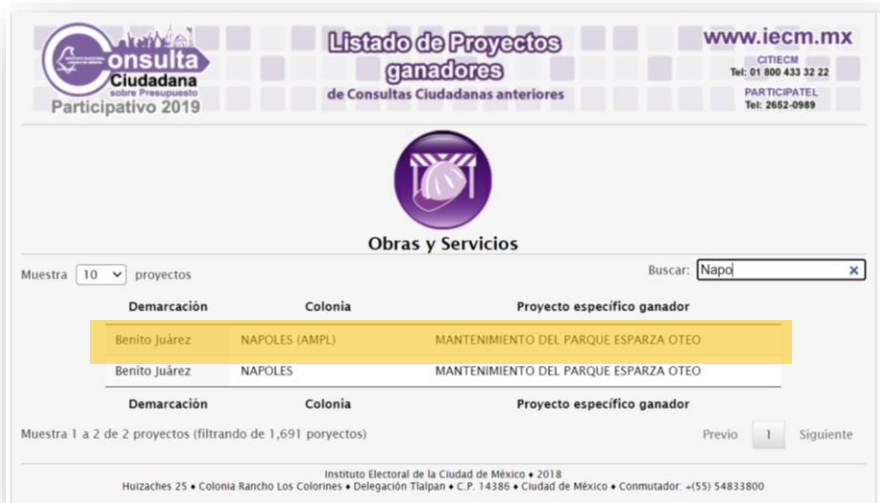 Consulta
Ciudadana
sobre Presupuesto
Participativo 2019
Listado de Proyectos
ganadores
de Consultas Ciudadanas anteriores
www.iecm.mx
CITIECM
Tel: 01 800 433 32 22
PARTICIPATEL
Tel: 2652-0989
Obras y Servicios
Muestra 10 proyectos
Buscar: Napo ×
Demarcación Colonia Proyecto específico ganador
Benito Juárez NAPOLES (AMPL) MANTENIMIENTO DEL PARQUE ESPARZA OTEO
Benito Juárez NAPOLES MANTENIMIENTO DEL PARQUE ESPARZA OTEO
Demarcación Colonia Proyecto específico ganador
Muestra 1 a 2 de 2 proyectos (filtrando de 1,691 poryectos)
Previo 1 Siguiente
Instituto Electoral de la Ciudad de México • 2018
Huizaches 25 • Colonia Rancho Los Colorines • Delegación Tlalpan • C.P. 14386 • Ciudad de México • Conmutador: +(55) 54833800